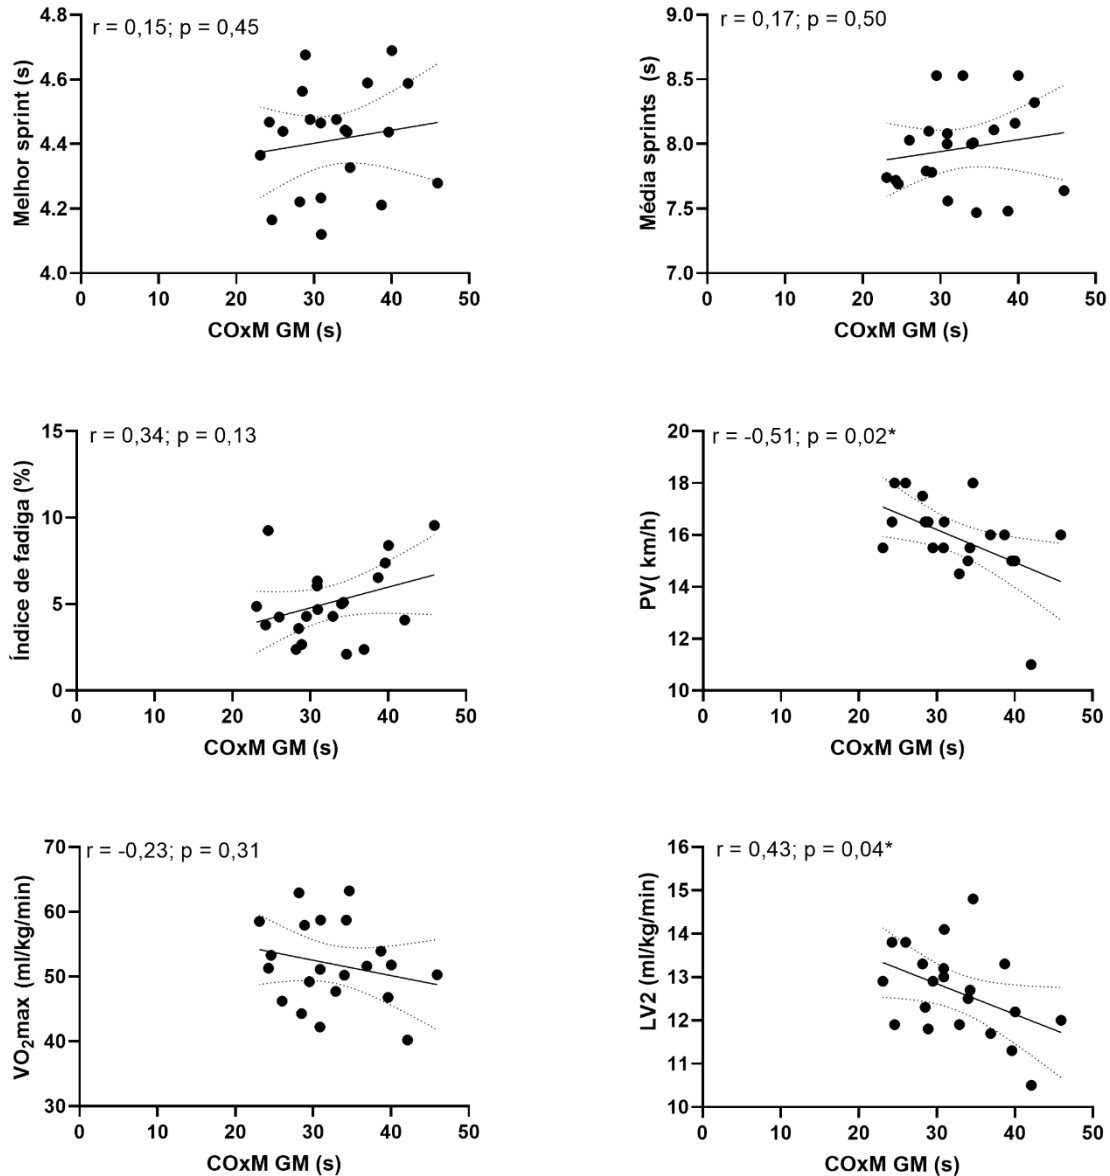 r = 0,15; p = 0,45
Melhor sprint (s)
4.8
4.6
4.4
4.2
4.0
0 10 20 30 40 50
COxM GM (s)
r = 0,17; p = 0,50
Média sprints (s)
9.0
8.5
8.0
7.5
7.0
0 10 20 30 40 50
COxM GM (s)
r = 0,34; p = 0,13
Índice de fadiga (%)
15
10
5
0
0 10 20 30 40 50
COxM GM (s)
r = -0,51; p = 0,02*
PV( km/h)
20
18
16
14
12
10
0 10 20 30 40 50
COxM GM (s)
r = -0,23; p = 0,31
VO₂max (ml/kg/min)
70
60
50
40
30
0 10 20 30 40 50
COxM GM (s)
r = 0,43; p = 0,04*
LV2 (ml/kg/min)
16
15
14
13
12
11
10
0 10 20 30 40 50
COxM GM (s)